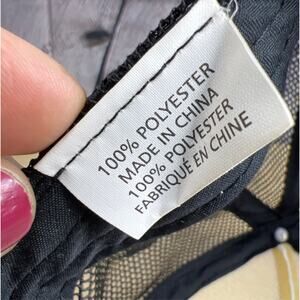 100% POLYESTER
MADE IN CHINA
100% POLYESTER
FABRIQUÉ EN CHINE